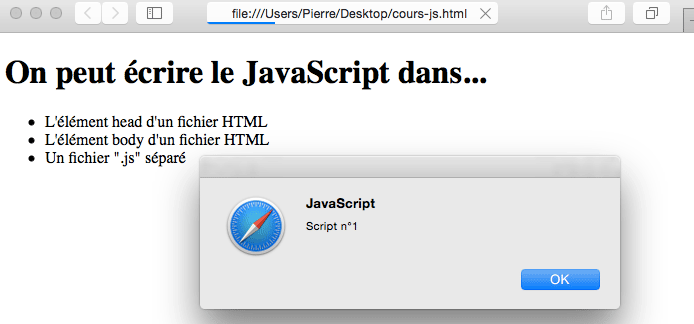 file:///Users/Pierre/Desktop/cours-js.html
On peut écrire le JavaScript dans...
L'élément head d'un fichier HTML
L'élément body d'un fichier HTML
Un fichier ".js" séparé
JavaScript
Script n°1
OK